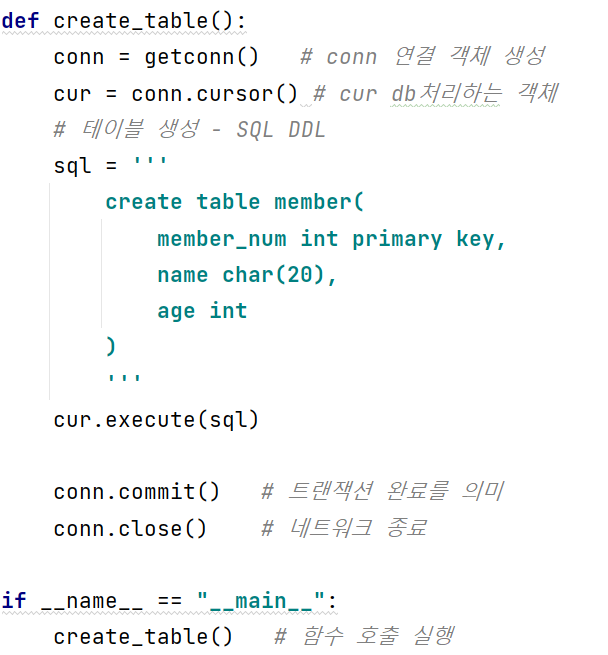 def create_table():
    conn = getconn()   # conn 연결 객체 생성
    cur = conn.cursor() # cur db처리하는 객체
    # 테이블 생성 - SQL DDL
    sql = '''
        create table member(
            member_num int primary key,
            name char(20),
            age int
        )
        '''
    cur.execute(sql)

    conn.commit()   # 트랜잭션 완료를 의미
    conn.close()    # 네트워크 종료

if __name__ == "__main__":
    create_table()   # 함수 호출 실행